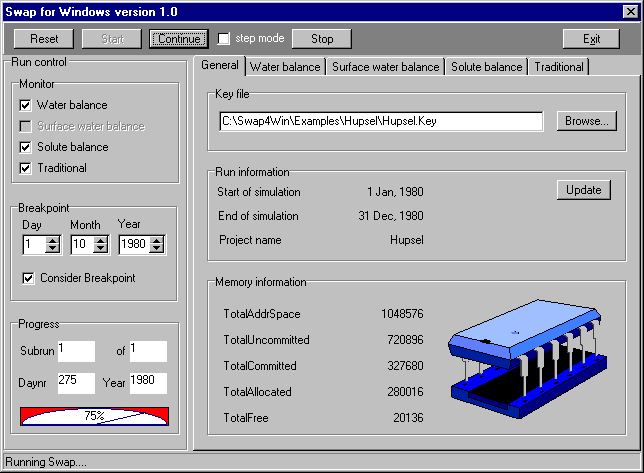 Swap for Windows version 1.0
Reset Start Continue step mode Stop Exit
Run control
Monitor
Water balance
Surface water balance
Solute balance
Traditional
Breakpoint
Day Month Year
1 10 1980
Consider Breakpoint
Progress
Subrun 1 of 1
Daynr 275 Year 1980
75%
General Water balance Surface water balance Solute balance Traditional
Key file
C:\Swap4Win\Examples\Hupsel\Hupsel.Key Browse...
Run information
Start of simulation 1 Jan, 1980 Update
End of simulation 31 Dec, 1980
Project name Hupsel
Memory information
TotalAddrSpace 1048576
TotalUncommitted 720896
TotalCommitted 327680
TotalAllocated 280016
TotalFree 20136
Running Swap....